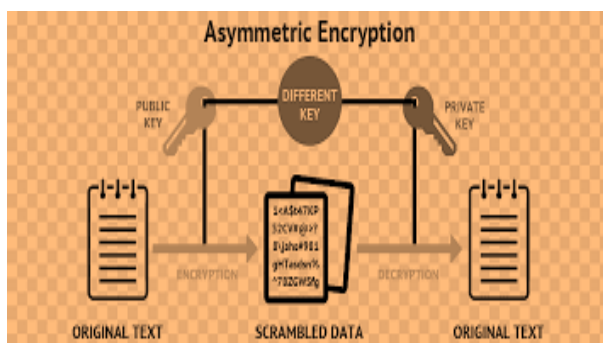 Asymmetric Encryption
DIFFERENT
KEY
PUBLIC
KEY
PRIVATE
KEY
ENCRYPTION
DECRYPTION
ORIGINAL TEXT
SCRAMBLED DATA
ORIGINAL TEXT